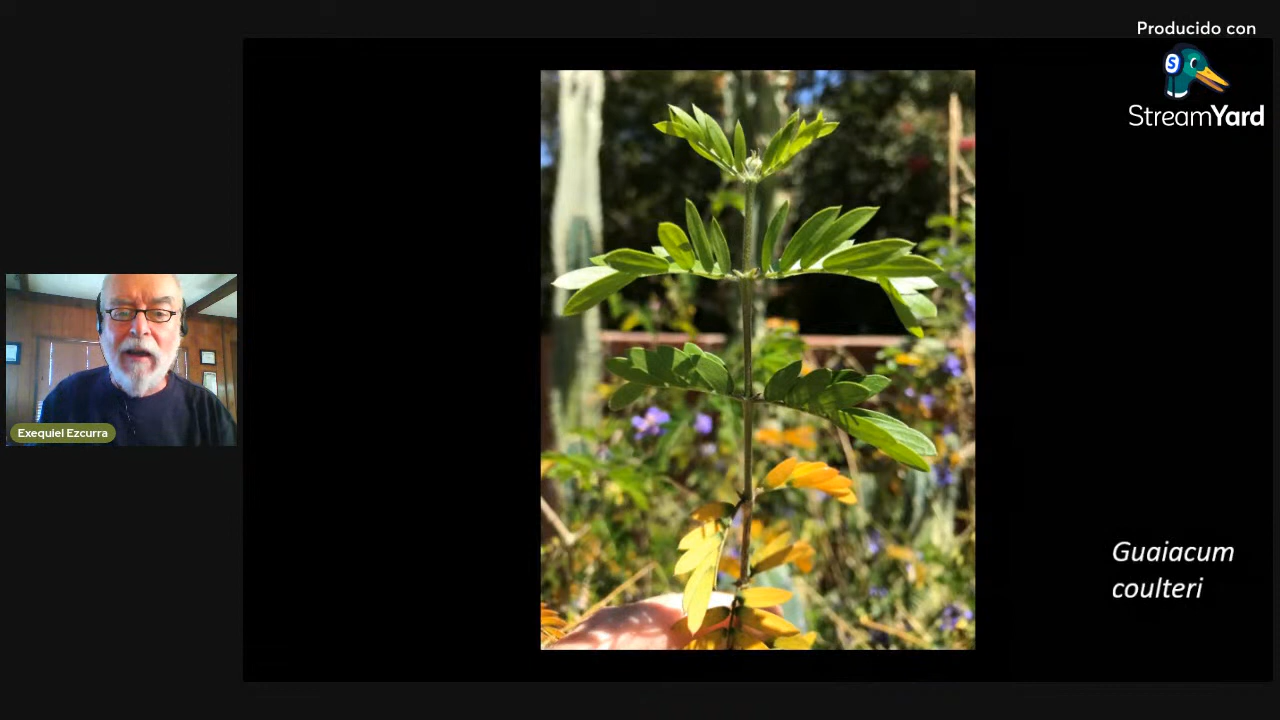 Producido con
StreamYard
Exequiel Ezcurra
Guaiacum
coulteri